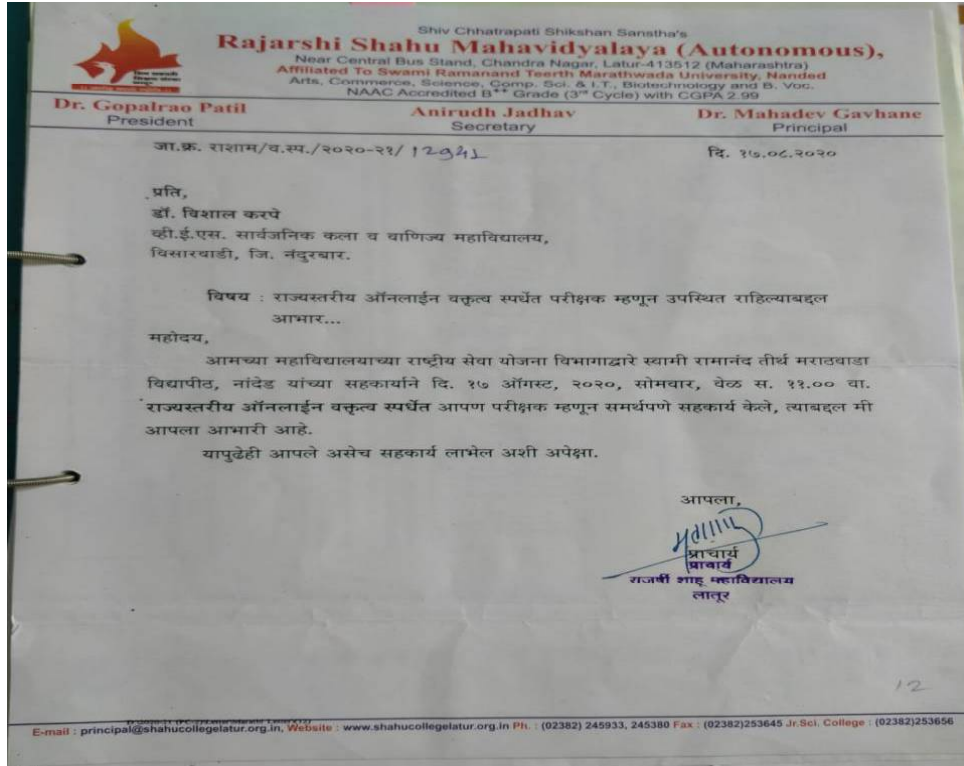 Shiv Chhatrapati Shikshan Sanstha's
Rajarshi Shahu Mahavidyalaya (Autonomous),
Near Central Bus Stand, Chandra Nagar, Latur-413512 (Maharashtra)
Affiliated To Swami Ramanand Teerth Marathwada University, Nanded
Arts, Commerce, Science, Comp. Sci. & I.T., Biotechnology and B. Voc.
NAAC Accredited B++ Grade (3rd Cycle) with CGPA 2.99
Dr. Gopalrao Patil Anirudh Jadhav Dr. Mahadev Gavhane
President Secretary Principal
जा.क्र. राशाम/व.स्प./२०२०-२१/ 12941 दि. १७.०८.२०२०
प्रति,
डॉ. विशाल करपे
व्ही.ई.एस. सार्वजनिक कला व वाणिज्य महाविद्यालय,
विसारवाडी, जि. नंदुरबार.
विषय : राज्यस्तरीय ऑनलाईन वक्तृत्व स्पर्धेत परीक्षक म्हणून उपस्थित राहिल्याबद्दल
आभार...
महोदय,
आमच्या महाविद्यालयाच्या राष्ट्रीय सेवा योजना विभागाद्वारे स्वामी रामानंद तीर्थ मराठवाडा
विद्यापीठ, नांदेड यांच्या सहकार्याने दि. १७ ऑगस्ट, २०२०, सोमवार, वेळ स. ११.०० वा.
राज्यस्तरीय ऑनलाईन वक्तृत्व स्पर्धेत आपण परीक्षक म्हणून समर्थपणे सहकार्य केले, त्याबद्दल मी
आपला आभारी आहे.
यापुढेही आपले असेच सहकार्य लाभेल अशी अपेक्षा.
आपला,
प्राचार्य
प्राचार्य
राजर्षी शाहू महाविद्यालय
लातूर
12
E-mail : principal@shahucollegelatur.org.in, Website : www.shahucollegelatur.org.in Ph. : (02382) 245933, 245380 Fax : (02382)253645 Jr.Sci. College : (02382)253656